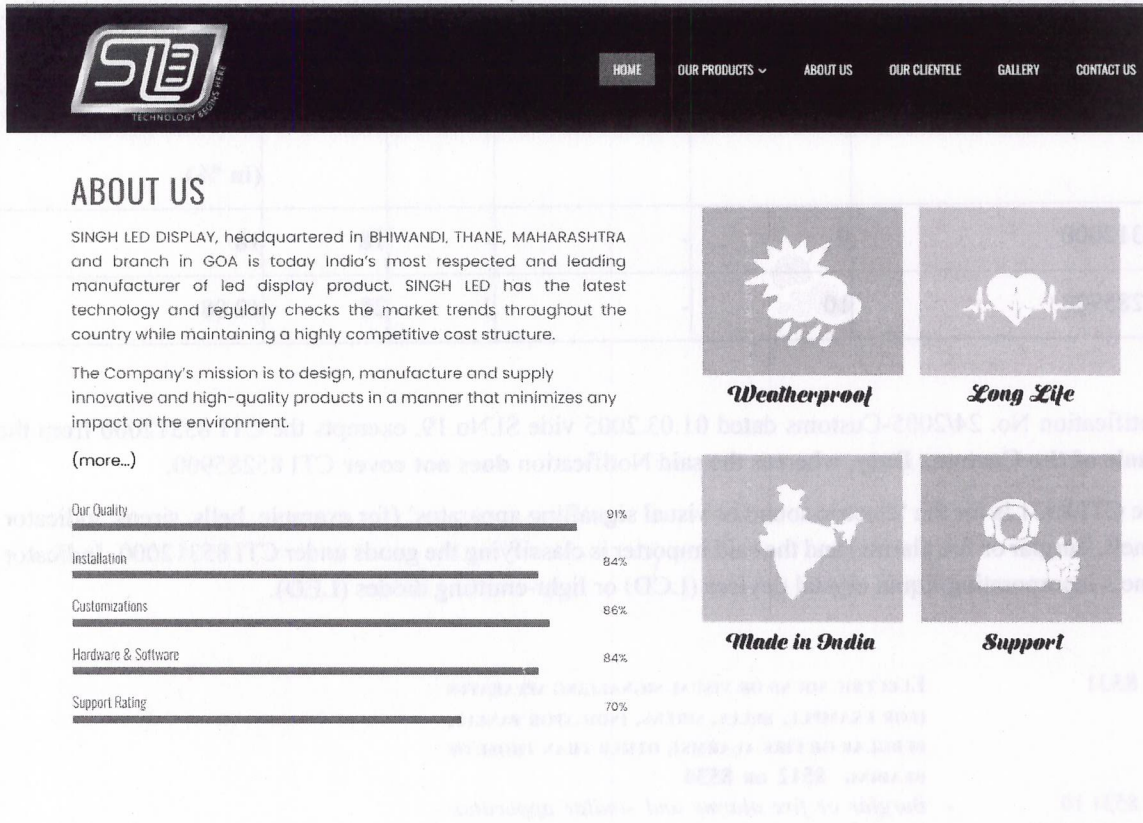 SLD
TECHNOLOGY BEGINS HERE
HOME OUR PRODUCTS ABOUT US OUR CLIENTELE GALLERY CONTACT US
ABOUT US
SINGH LED DISPLAY, headquartered in BHIWANDI, THANE, MAHARASHTRA
and branch in GOA is today India's most respected and leading
manufacturer of led display product. SINGH LED has the latest
technology and regularly checks the market trends throughout the
country while maintaining a highly competitive cost structure.
The Company's mission is to design, manufacture and supply
innovative and high-quality products in a manner that minimizes any
impact on the environment.
(more...)
Our Quality 91%
Installation 84%
Customizations 86%
Hardware & Software 84%
Support Rating 70%
Weatherproof
Long Life
Made in India
Support